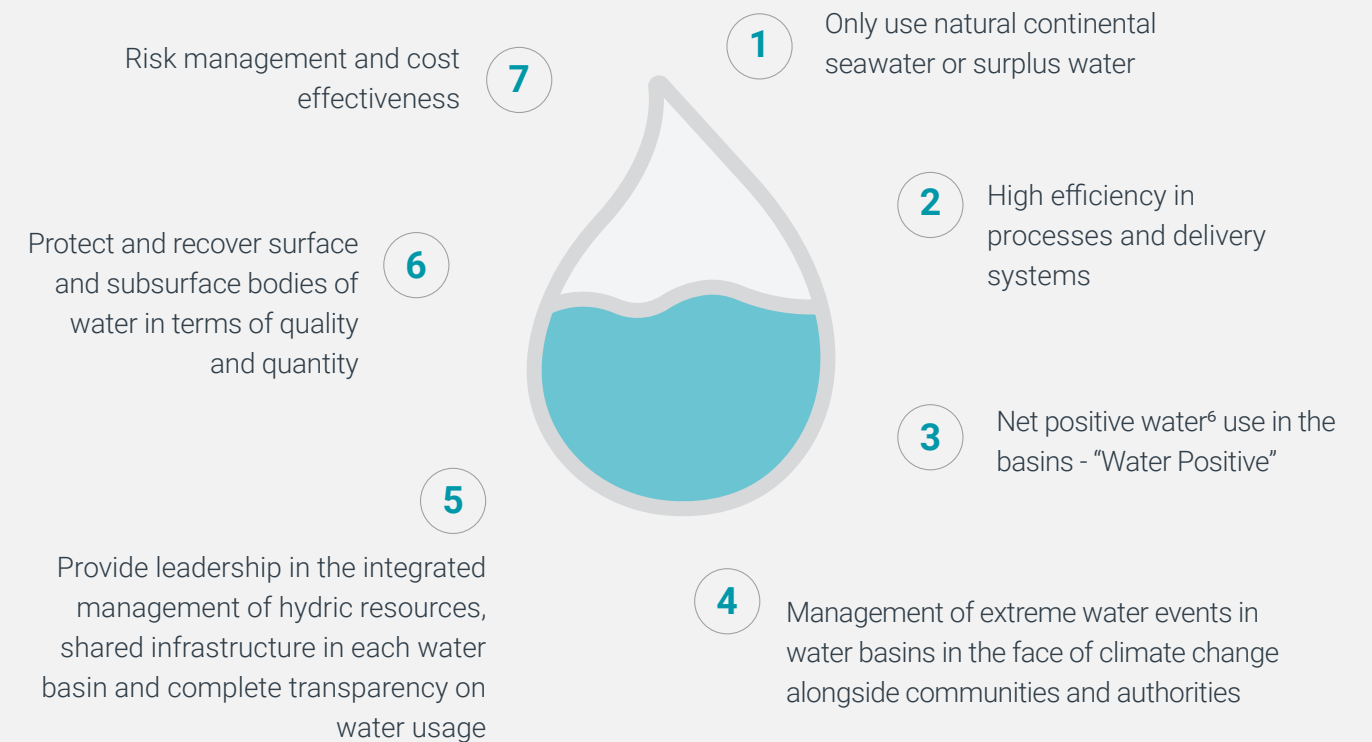 1
Only use natural continental
seawater or surplus water
2
High efficiency in
processes and delivery
systems
3
Net positive water⁶ use in the
basins - “Water Positive”
4
Management of extreme water events in
water basins in the face of climate change
alongside communities and authorities
5
Provide leadership in the integrated
management of hydric resources,
shared infrastructure in each water
basin and complete transparency on
water usage
6
Protect and recover surface
and subsurface bodies of
water in terms of quality
and quantity
7
Risk management and cost
effectiveness